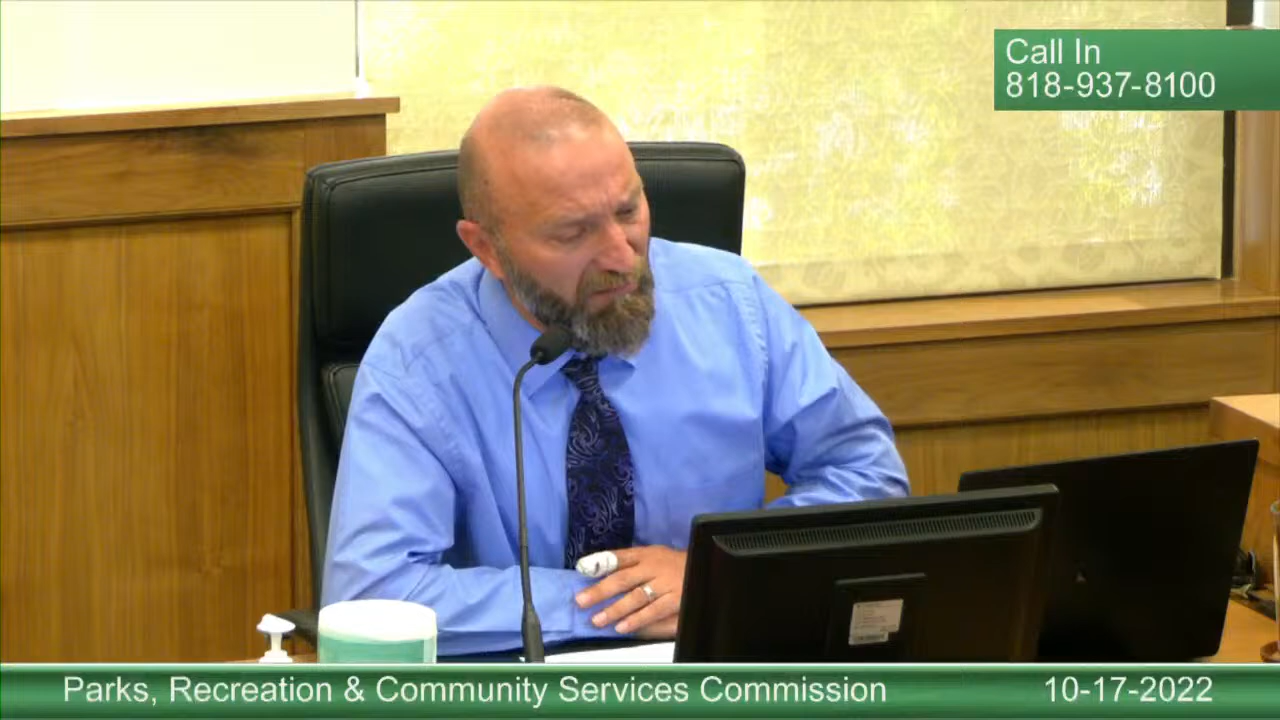 Call In
818-937-8100
Parks, Recreation & Community Services Commission
10-17-2022